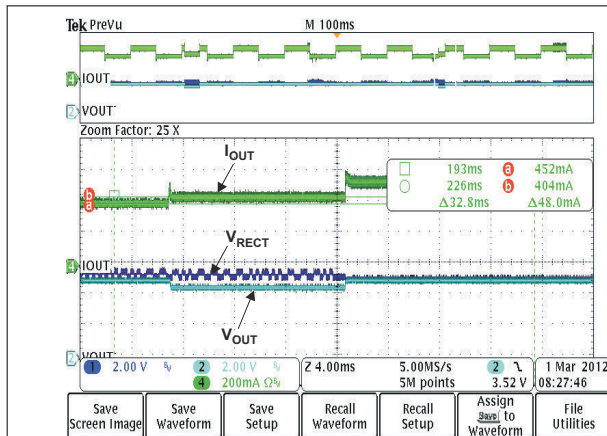 Tek PreVu M 100ms
4 IOUT
2 VOUT
Zoom Factor: 25 X
IOUT
193ms a 452mA
226ms b 404mA
Δ32.8ms Δ48.0mA
b
a
VRECT
4 IOUT
VOUT
2 VOUT
1 2.00 V 2 2.00 V Z 4.00ms 5.00MS/s 2 1 Mar 2012
4 200mA Ω 5M points 3.52 V 08:27:46
Save Screen Image
Save Waveform
Save Setup
Recall Waveform
Recall Setup
Assign Save to Waveform
File Utilities